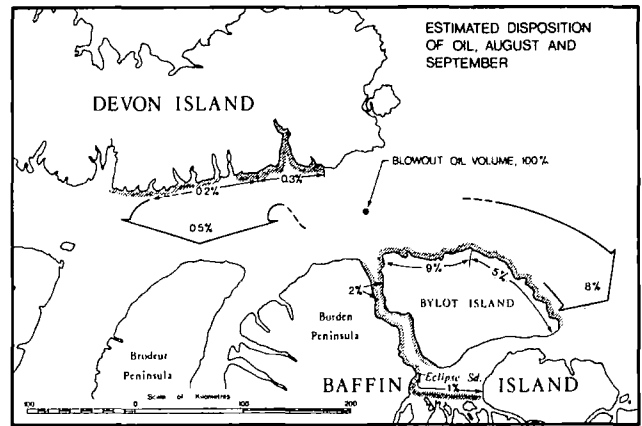 ESTIMATED DISPOSITION
OF OIL, AUGUST AND
SEPTEMBER
DEVON ISLAND
BLOWOUT OIL VOLUME, 100%
0.2%
0.3%
0.5%
9%
5%
8%
2%
BYLOT ISLAND
Borden
Peninsula
Brodeur
Peninsula
Eclipse Sd.
1%
BAFFIN ISLAND
Scale of Kilometres
100
0
100
200